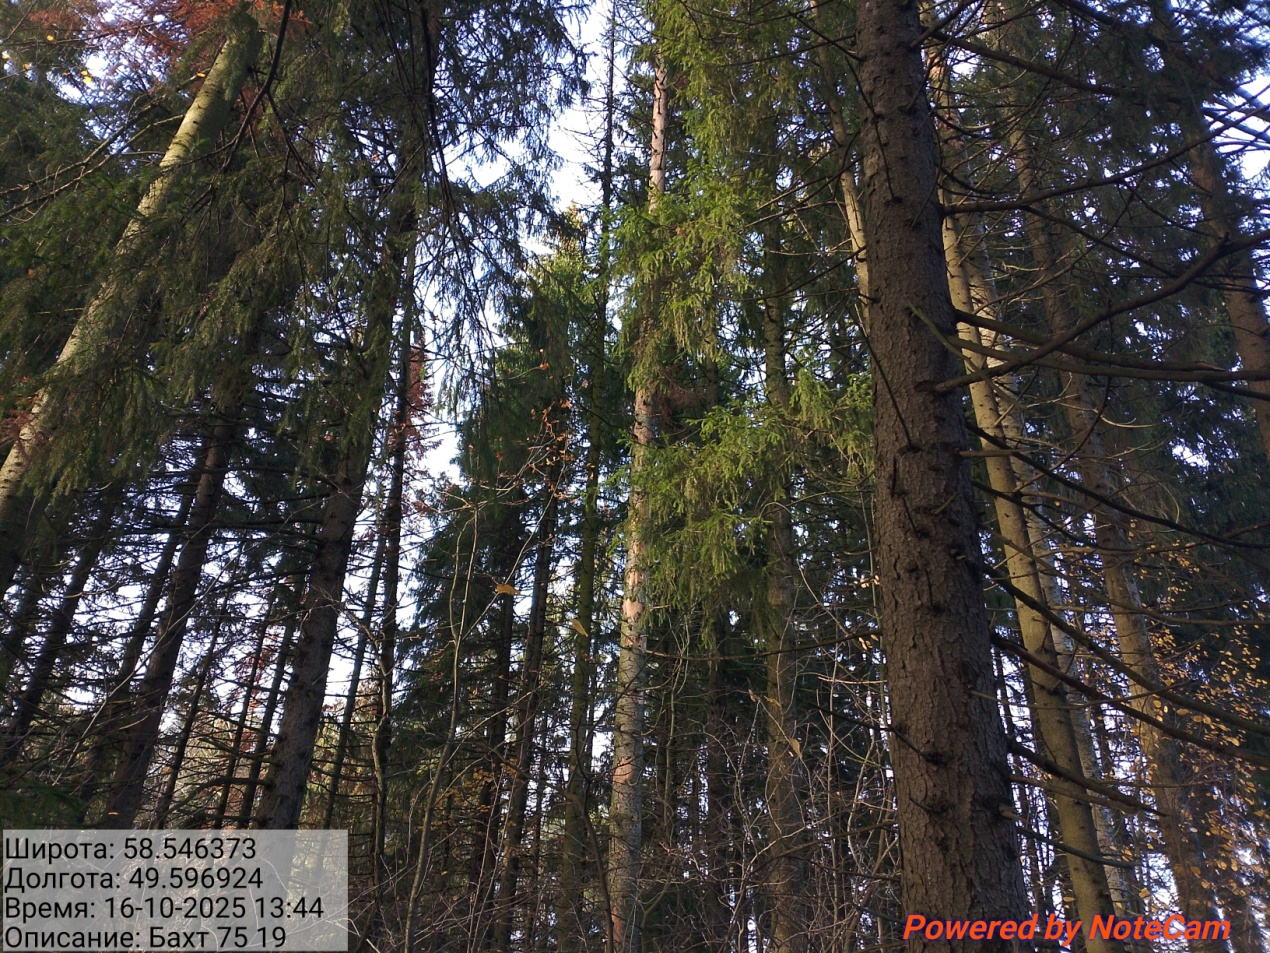 Широта: 58.546373
Долгота: 49.596924
Время: 16-10-2025 13:44
Описание: Бахт 75 19
Powered by NoteCam